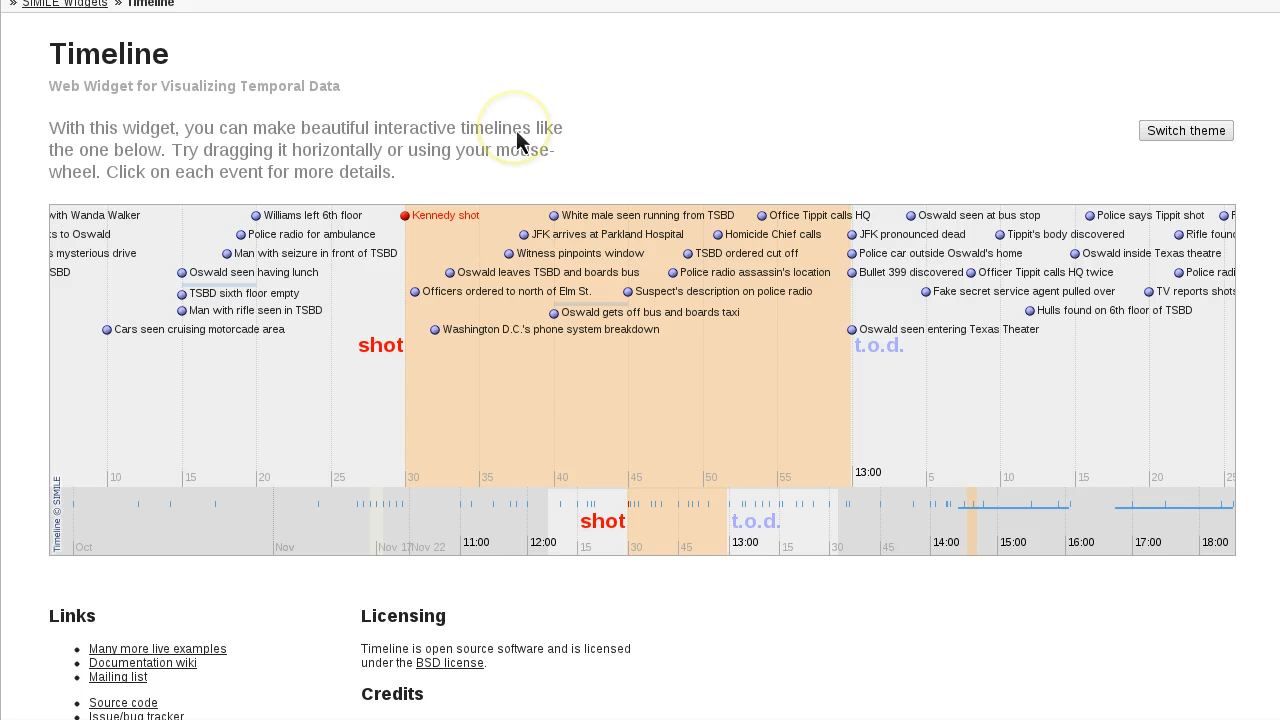 » SIMILE Widgets » Timeline
Timeline
Web Widget for Visualizing Temporal Data
With this widget, you can make beautiful interactive timelines like
the one below. Try dragging it horizontally or using your mouse-
wheel. Click on each event for more details.
Switch theme
with Wanda Walker Williams left 6th floor Kennedy shot White male seen running from TSBD Office Tippit calls HQ Oswald seen at bus stop Police says Tippit shot
ks to Oswald Police radio for ambulance JFK arrives at Parkland Hospital Homicide Chief calls JFK pronounced dead Tippit's body discovered Rifle found
s mysterious drive Man with seizure in front of TSBD Witness pinpoints window TSBD ordered cut off Police car outside Oswald's home Oswald inside Texas theatre
SBD Oswald seen having lunch Oswald leaves TSBD and boards bus Police radio assassin's location Bullet 399 discovered Officer Tippit calls HQ twice Police radi
TSBD sixth floor empty Officers ordered to north of Elm St. Suspect's description on police radio Fake secret service agent pulled over TV reports shots
Man with rifle seen in TSBD Oswald gets off bus and boards taxi Hulls found on 6th floor of TSBD
Cars seen cruising motorcade area Washington D.C.'s phone system breakdown Oswald seen entering Texas Theater
shot t.o.d.
10 15 20 25 30 35 40 45 50 55 13:00 5 10 15 20 25
Timeline © SIMILE
shot t.o.d.
Oct Nov Nov 17 Nov 22 11:00 12:00 15 30 45 13:00 15 30 45 14:00 15:00 16:00 17:00 18:00
Links
Many more live examples
Documentation wiki
Mailing list
Source code
Issue/bug tracker
Licensing
Timeline is open source software and is licensed
under the BSD license.
Credits